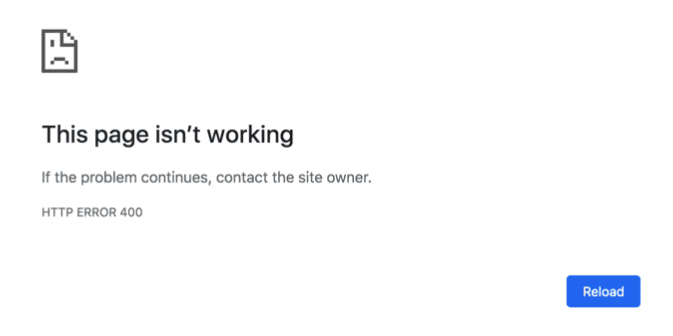 This page isn’t working
If the problem continues, contact the site owner.
HTTP ERROR 400
Reload